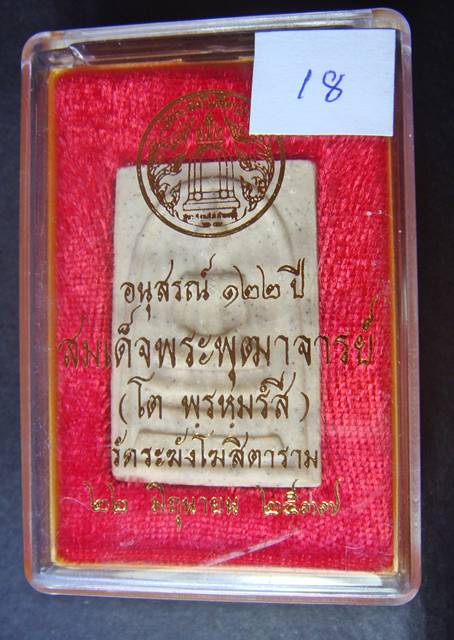 18
อนุสรณ์ ๑๒๒ ปี
สมเด็จพระพุฒาจารย์
(โต พฺรหฺมรํสี)
วัดระฆังโฆสิตาราม
๒๒ มิถุนายน ๒๕๓๗